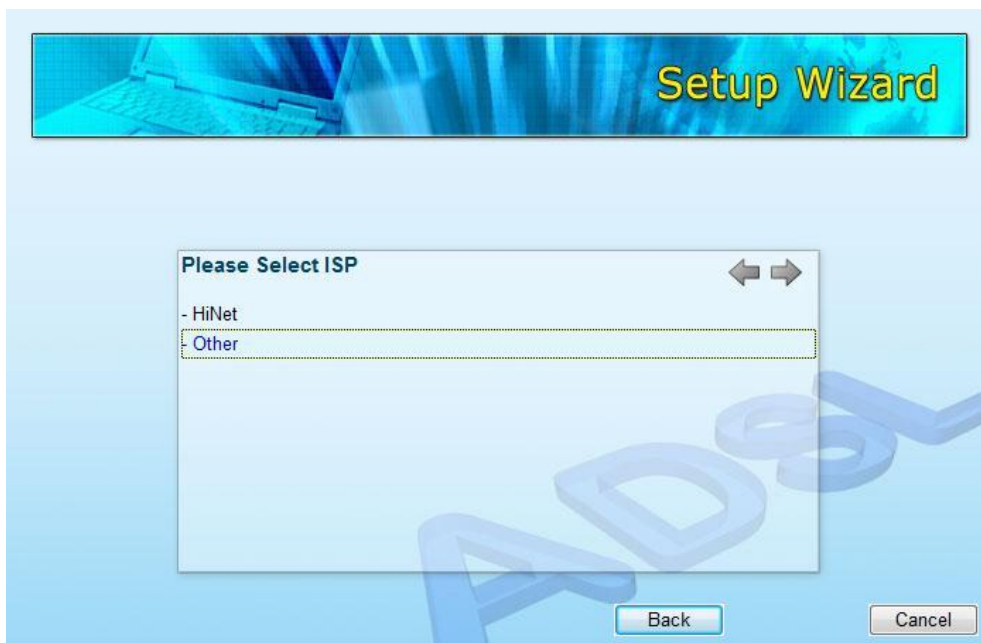 Setup Wizard
Please Select ISP
- HiNet
- Other
ADSL
Back
Cancel